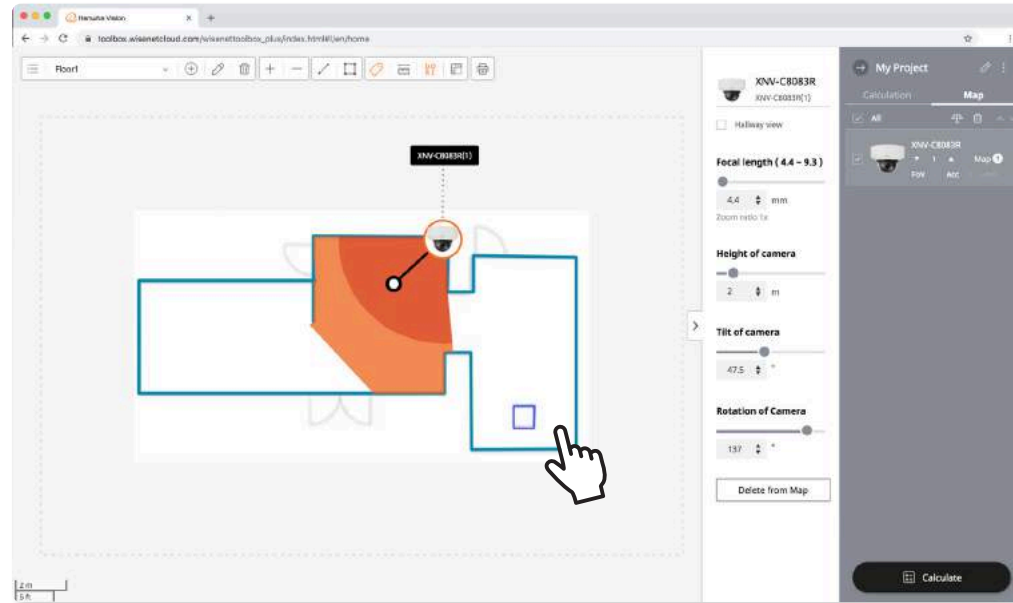 Hanwha Vision
toolbox.wisenetcloud.com/wisenettoolbox_plus/index.html#/en/home
Floor1
XNV-C8083R(1)
2 m
5 ft
XNV-C8083R
XNV-C8083R(1)
Hallway view
Focal length ( 4.4 – 9.3 )
4.4 mm
Zoom ratio 1x
Height of camera
2 m
Tilt of camera
47.5 °
Rotation of Camera
137 °
Delete from Map
My Project
Calculation Map
All
XNV-C8083R
1 Map 1
FoV Acc
Calculate